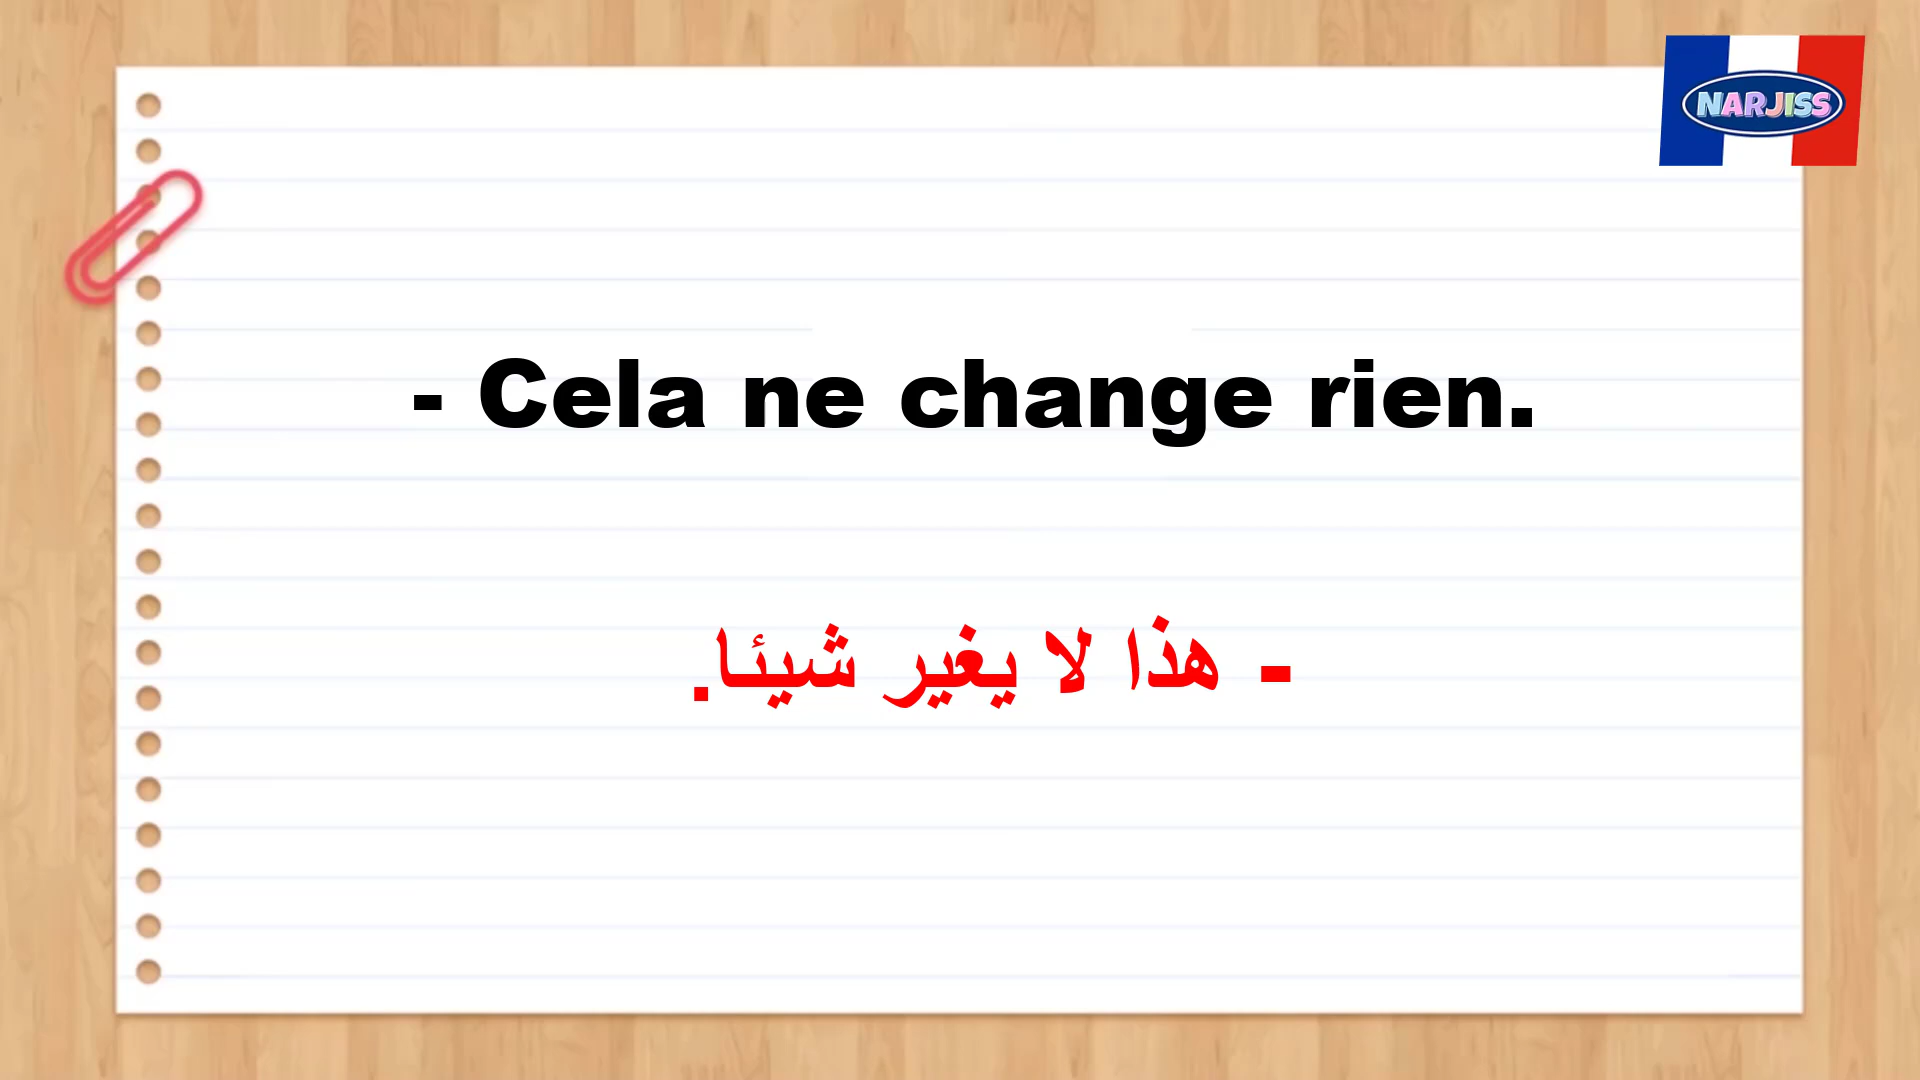 NARJISS
- Cela ne change rien.
- هذا لا يغير شيئا.